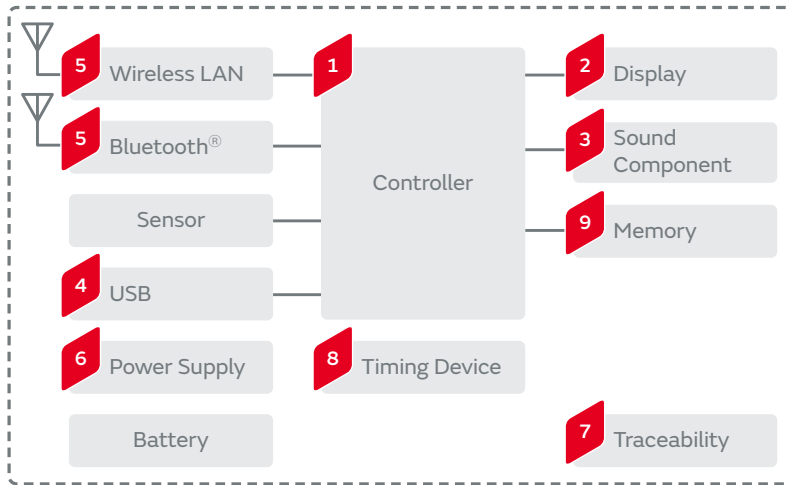 5 Wireless LAN
5 Bluetooth®
Sensor
4 USB
6 Power Supply
Battery
1 Controller
8 Timing Device
2 Display
3 Sound
Component
9 Memory
7 Traceability